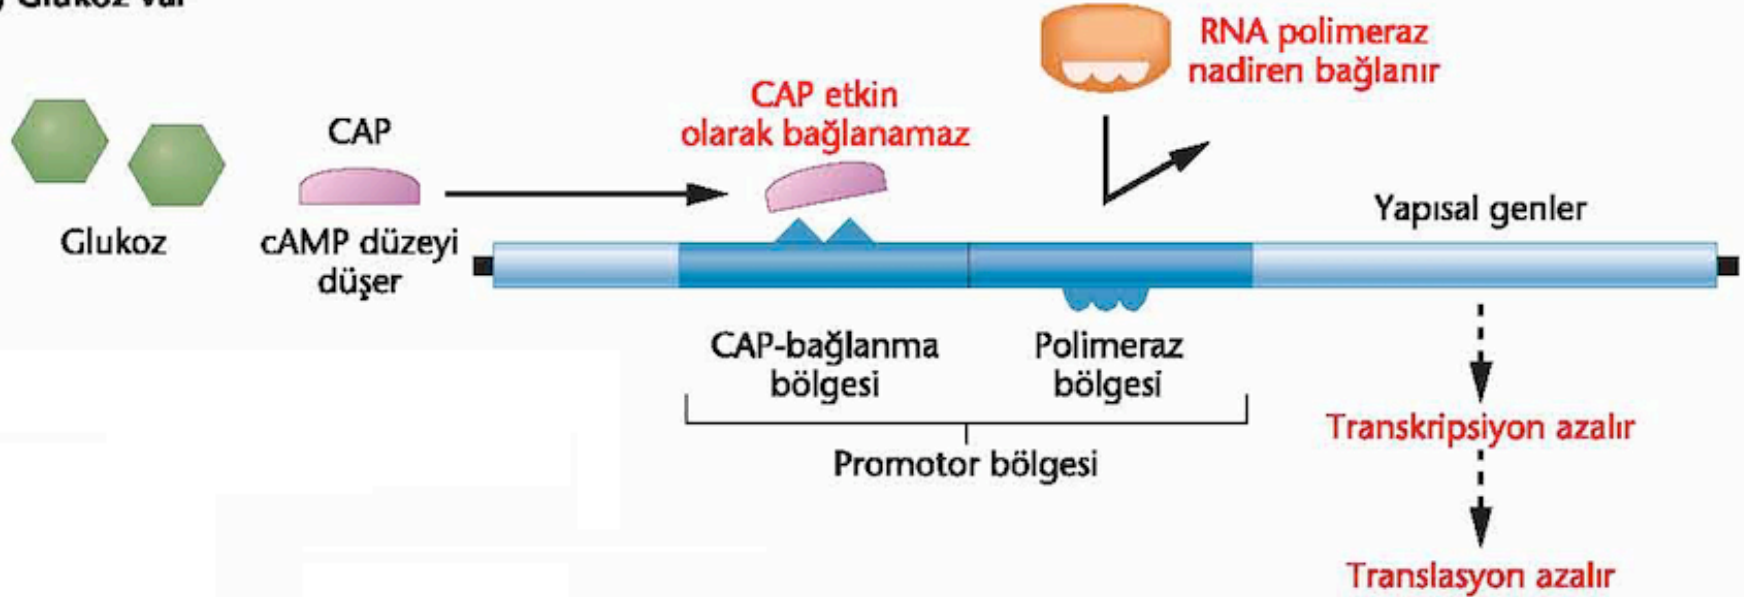 Glukoz var
RNA polimeraz
nadiren bağlanır
CAP etkin
olarak bağlanamaz
CAP
Glukoz
cAMP düzeyi
düşer
Yapısal genler
CAP-bağlanma
bölgesi
Polimeraz
bölgesi
Promotor bölgesi
Transkripsiyon azalır
Translasyon azalır